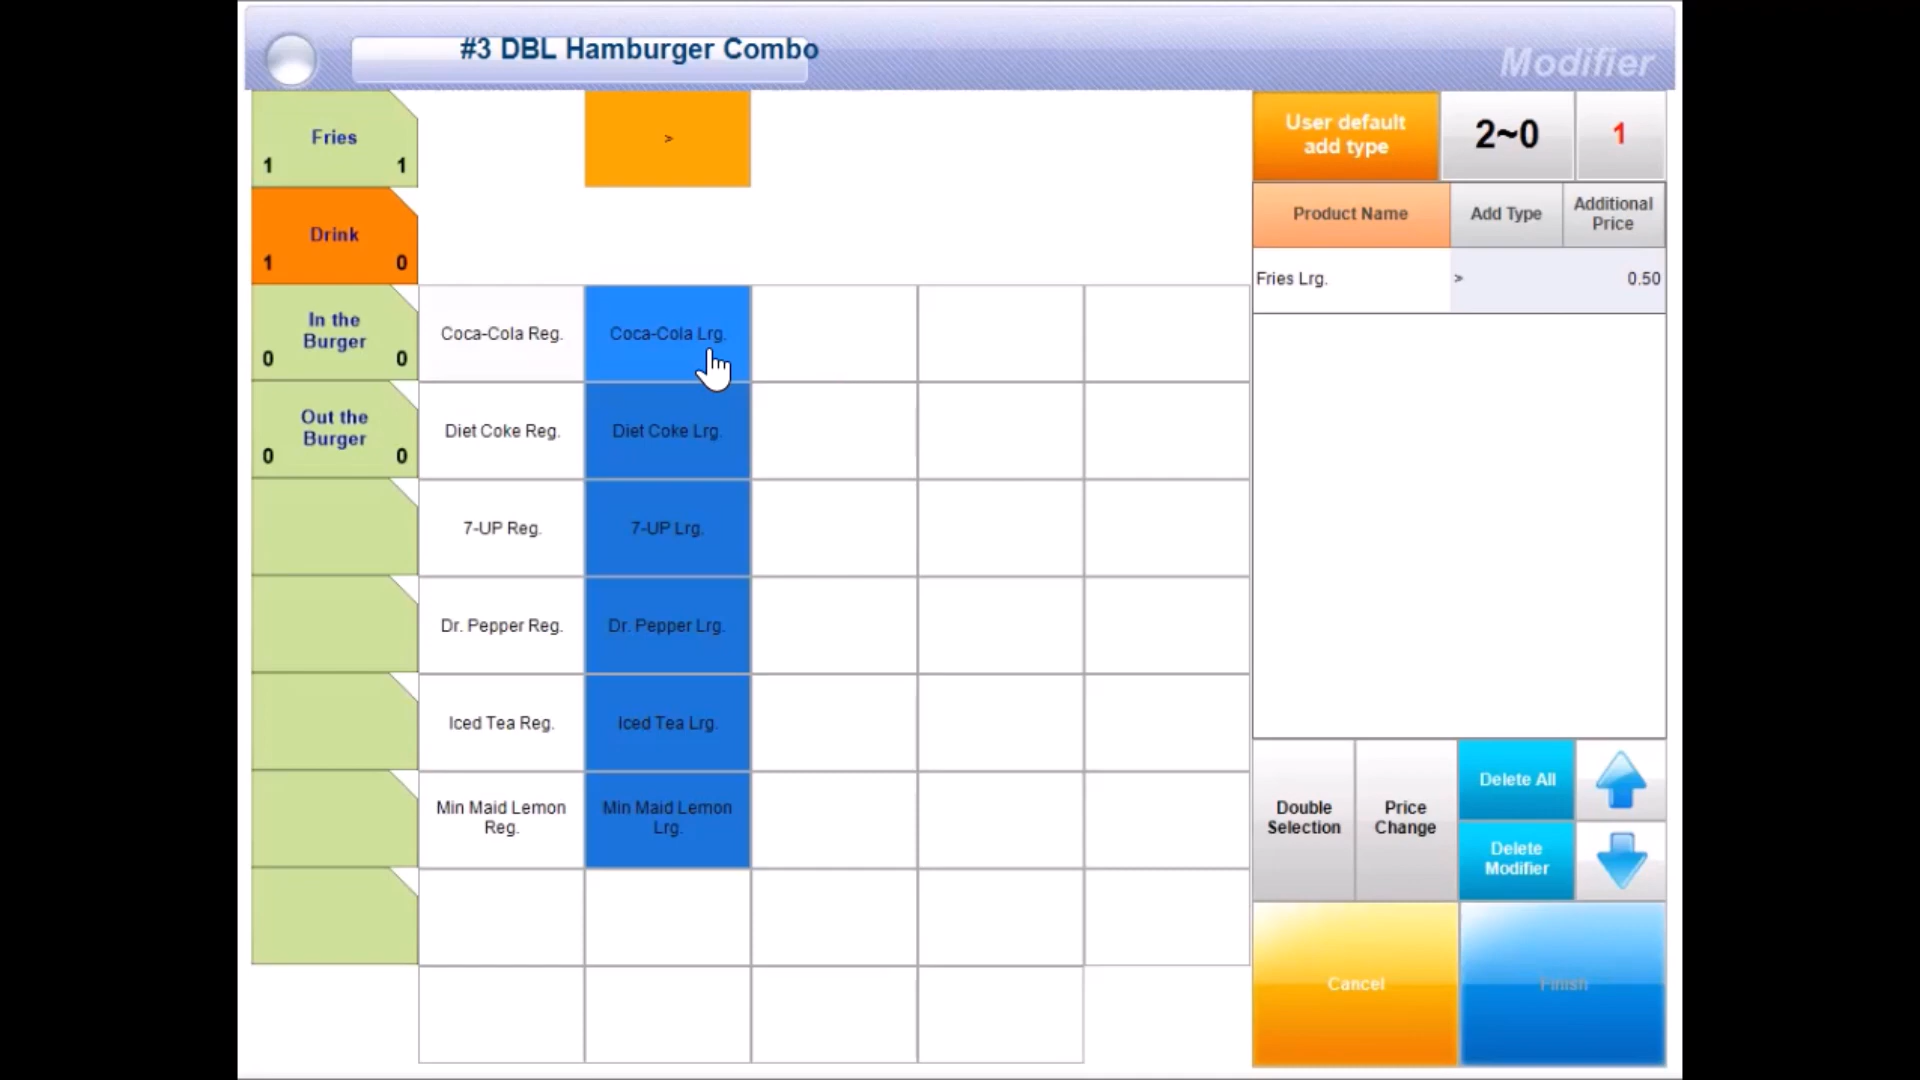 #3 DBL Hamburger Combo
Modifier
Fries
1 1
Drink
1 0
In the
Burger
0 0
Out the
Burger
0 0
>
Coca-Cola Reg. Coca-Cola Lrg.
Diet Coke Reg. Diet Coke Lrg.
7-UP Reg. 7-UP Lrg.
Dr. Pepper Reg. Dr. Pepper Lrg.
Iced Tea Reg. Iced Tea Lrg.
Min Maid Lemon
Reg.
Min Maid Lemon
Lrg.
User default
add type
2~0
1
Product Name
Add Type
Additional
Price
Fries Lrg. > 0.50
Double
Selection
Price
Change
Delete All
Delete
Modifier
Cancel
Finish